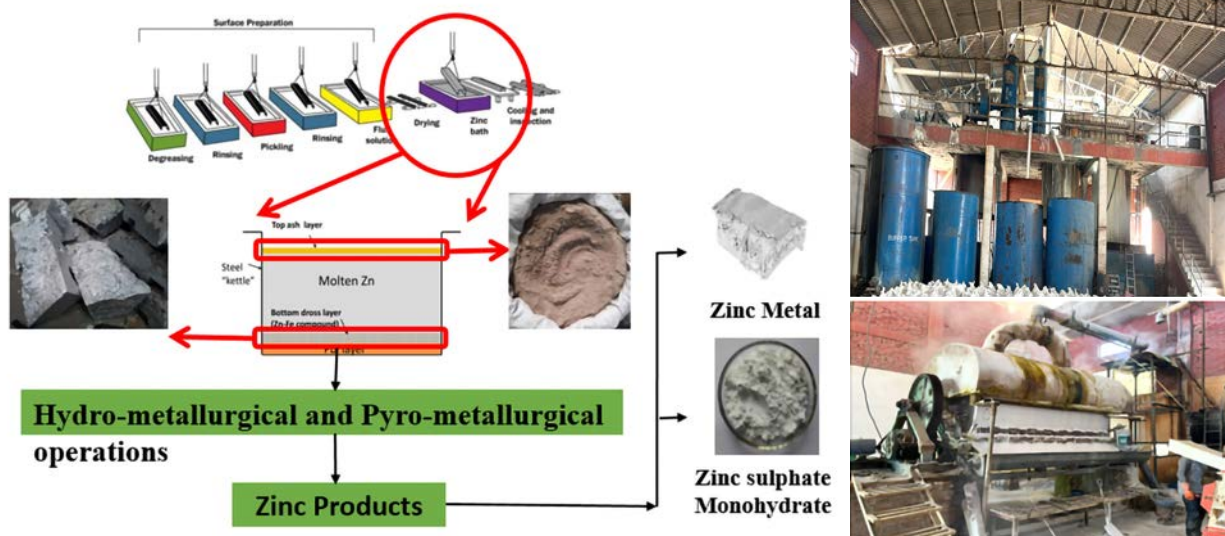 Surface Preparation
Degreasing
Rinsing
Pickling
Rinsing
Drying
Zinc
bath
Cooling and
inspection
Top ash layer
Steel
"kettle"
Molten Zn
Bottom dross layer
(Zn-Fe compound)
layer
Hydro-metallurgical and Pyro-metallurgical
operations
Zinc Products
Zinc Metal
Zinc sulphate
Monohydrate